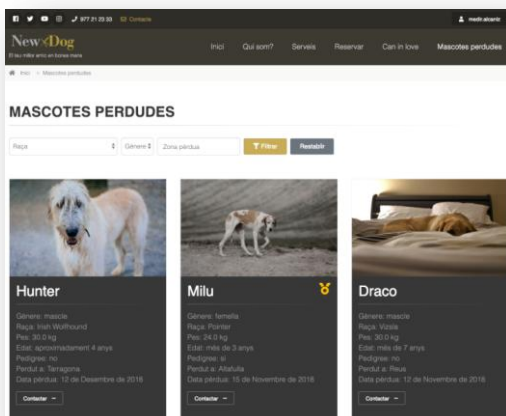 977 21 23 23 Contacte
medir.alcaniz
New Dog
El teu millor amic en bones mans
Inici Qui som? Serveis Reservar Can in love Mascotes perdudes
Inici > Mascotes perdudes
MASCOTES PERDUDES
Raça Gènere Zona pèrdua Filtrar Restablir
Hunter
Gènere: mascle
Raça: Irish Wolfhound
Pes: 30.0 kg
Edat: aproximadament 4 anys
Pedigree: no
Perdut a: Tarragona
Data pèrdua: 12 de Desembre de 2018
Contactar
Milu
Gènere: femella
Raça: Pointer
Pes: 24.0 kg
Edat: més de 3 anys
Pedigree: si
Perdut a: Altafulla
Data pèrdua: 15 de Novembre de 2018
Contactar
Draco
Gènere: mascle
Raça: Vizsla
Pes: 30.0 kg
Edat: més de 7 anys
Pedigree: no
Perdut a: Reus
Data pèrdua: 12 de Novembre de 2018
Contactar